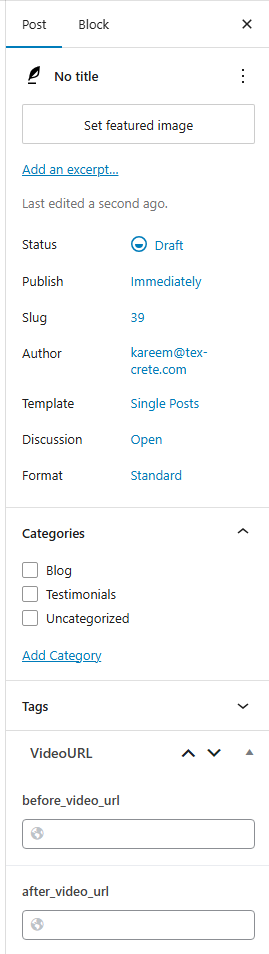 Post Block
No title
Set featured image
Add an excerpt...
Last edited a second ago.
Status Draft
Publish Immediately
Slug 39
Author kareem@tex-
crete.com
Template Single Posts
Discussion Open
Format Standard
Categories
Blog
Testimonials
Uncategorized
Add Category
Tags
VideoURL
before_video_url
after_video_url